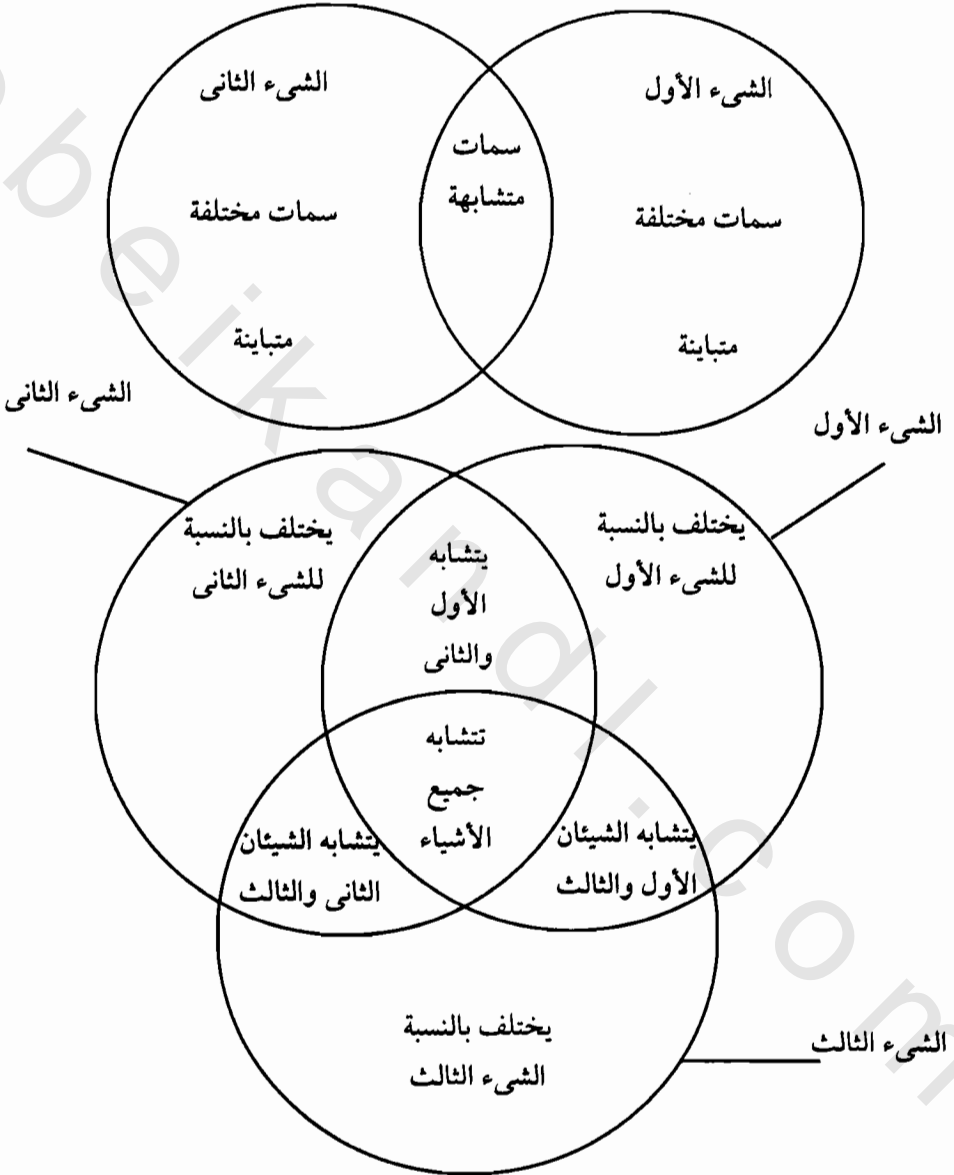 الشىء الأول
الشىء الثانى
سمات
متشابهة
سمات مختلفة
سمات مختلفة
متباينة
متباينة
الشىء الأول
الشىء الثانى
يختلف بالنسبة
للشىء الأول
يتشابه
الأول
والثانى
يختلف بالنسبة
للشىء الثانى
تتشابه
جميع
الأشياء
يتشابه الشيئان
الأول والثالث
يتشابه الشيئان
الثانى والثالث
يختلف بالنسبة
الشىء الثالث
الشىء الثالث
obeikandl.com